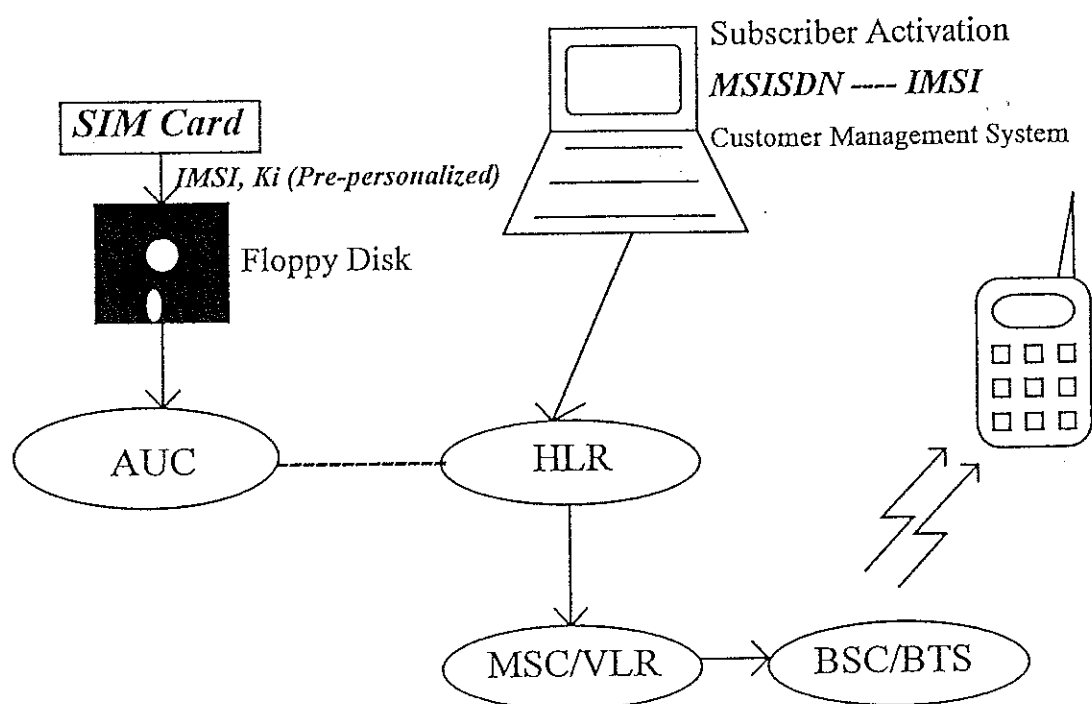 Subscriber Activation
MSISDN ---- IMSI
Customer Management System
SIM Card
IMSI, Ki (Pre-personalized)
Floppy Disk
AUC
HLR
MSC/VLR
BSC/BTS